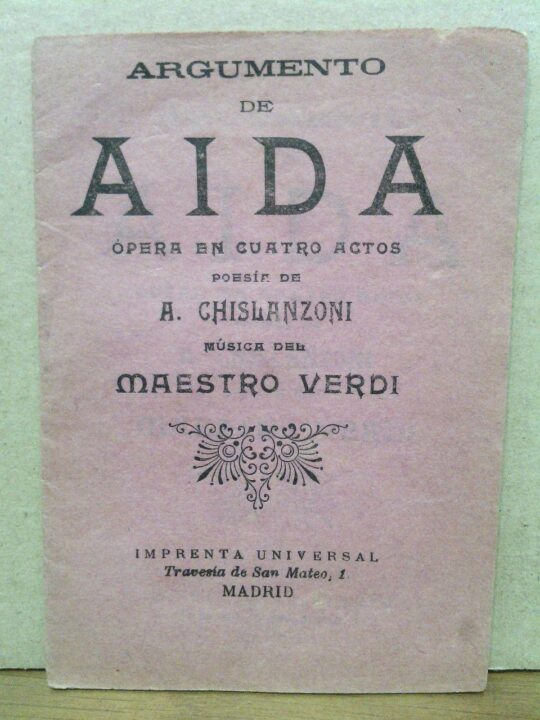 ARGUMENTO
DE
AIDA
ÓPERA EN CUATRO ACTOS
POESÍA DE
A. CHISLANZONI
MÚSICA DEL
MAESTRO VERDI
IMPRENTA UNIVERSAL
Travesía de San Mateo, 1
MADRID